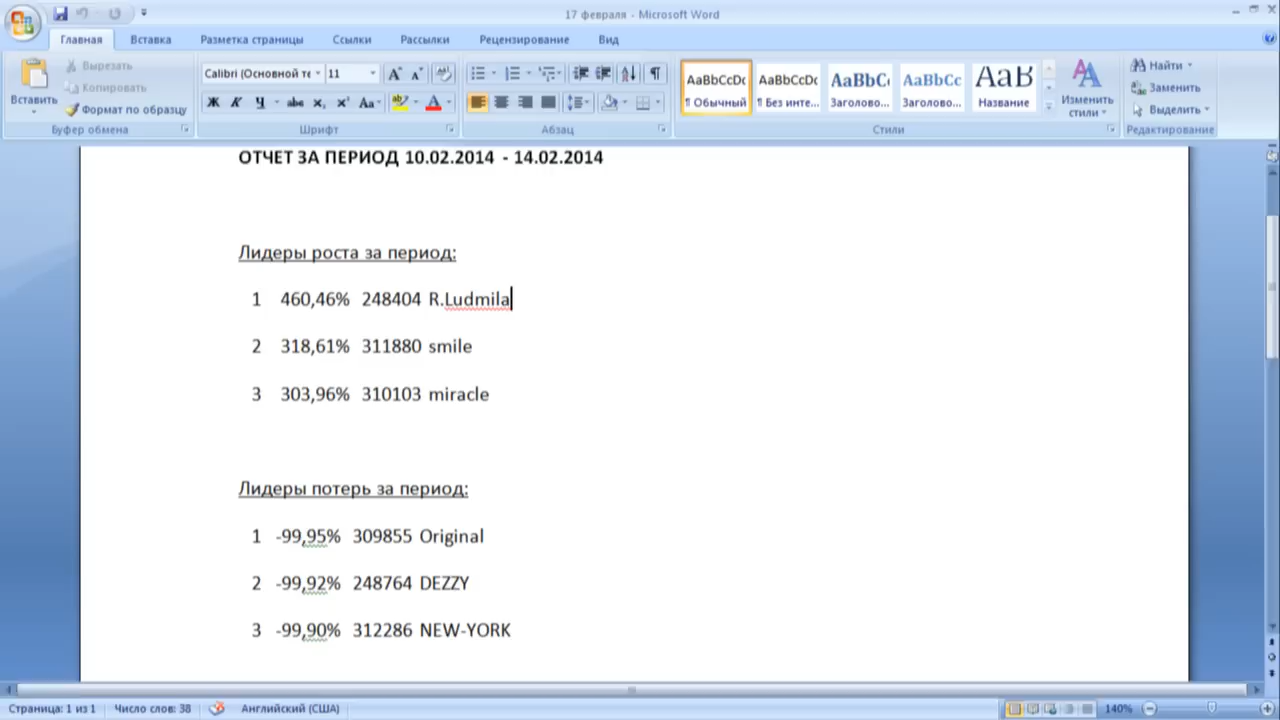 17 февраля - Microsoft Word
Главная Вставка Разметка страницы Ссылки Рассылки Рецензирование Вид
Вставить
Вырезать
Копировать
Формат по образцу
Буфер обмена
Calibri (Основной те 11
Ж К Ч abe x₂ x² Aa
Шрифт
Абзац
AaBbCcDc AaBbCcDc AaBbC AaBbCc AaB
¶ Обычный ¶ Без инте... Заголово... Заголово... Название
Изменить стили
Стили
Найти
Заменить
Выделить
Редактирование
ОТЧЕТ ЗА ПЕРИОД 10.02.2014 - 14.02.2014
Лидеры роста за период:
1 460,46% 248404 R.Ludmila
2 318,61% 311880 smile
3 303,96% 310103 miracle
Лидеры потерь за период:
1 -99,95% 309855 Original
2 -99,92% 248764 DEZZY
3 -99,90% 312286 NEW-YORK
Страница: 1 из 1 Число слов: 38 Английский (США) 140%